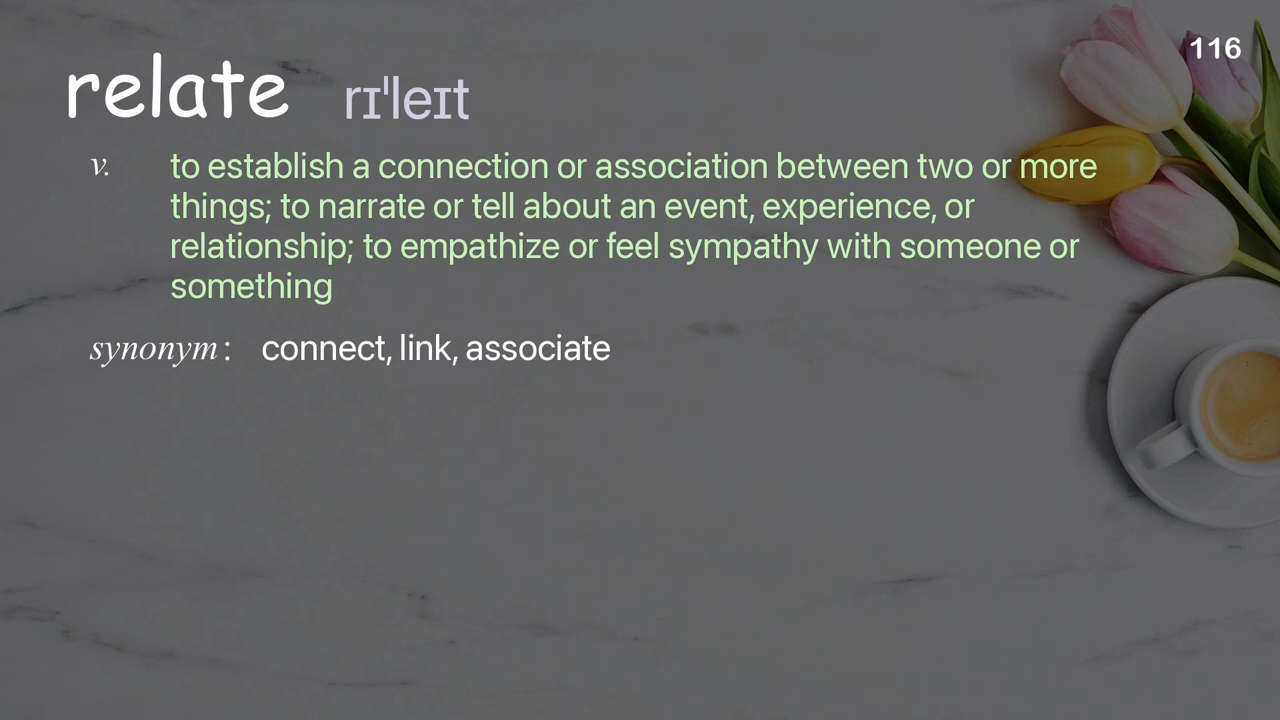 116
relate rɪˈleɪt
v. to establish a connection or association between two or more
things; to narrate or tell about an event, experience, or
relationship; to empathize or feel sympathy with someone or
something
synonym : connect, link, associate